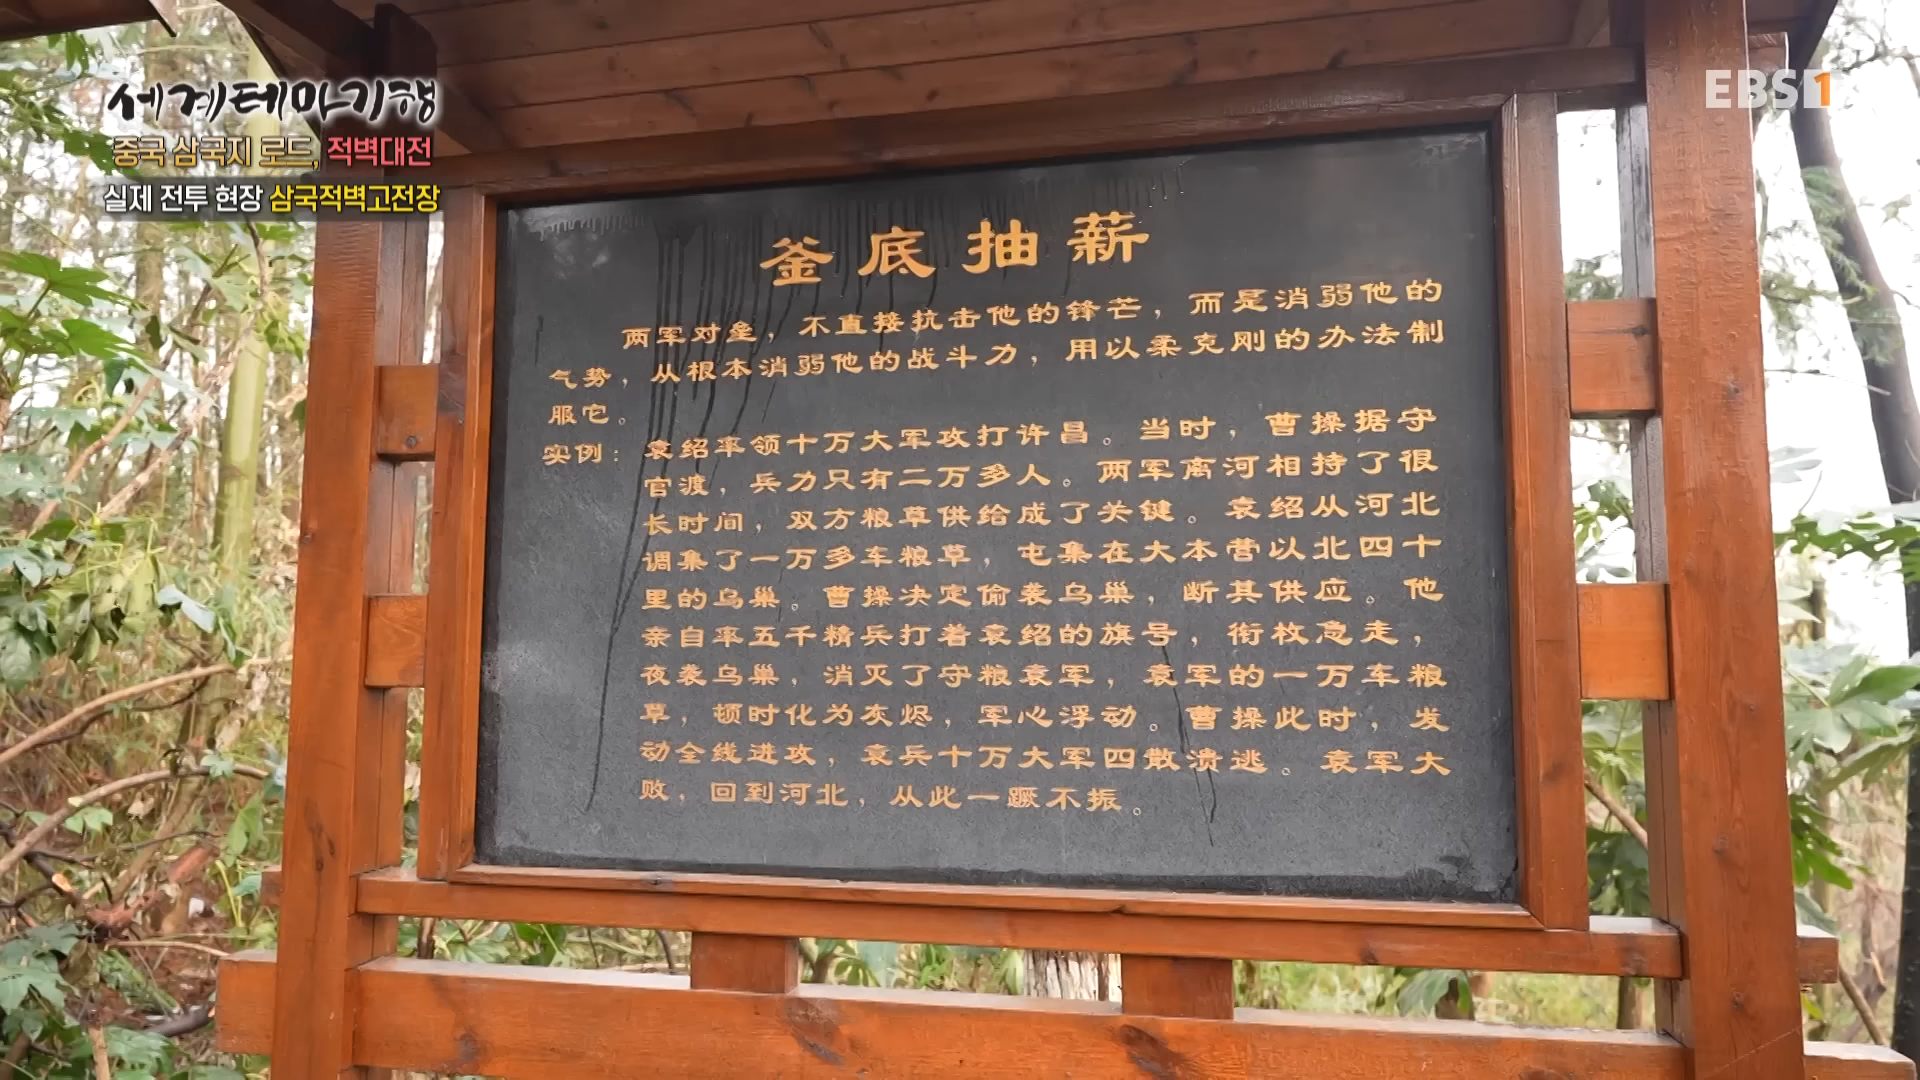 세계테마기행
중국 삼국지 로드, 적벽대전
실제 전투 현장 삼국적벽고전장
EBS1
釜底抽薪
两军对垒，不直接抗击他的锋芒，而是消弱他的
气势，从根本消弱他的战斗力，用以柔克刚的办法制
服它。
实例：袁绍率领十万大军攻打许昌。当时，曹操据守
官渡，兵力只有二万多人。两军离河相持了很
长时间，双方粮草供给成了关键。袁绍从河北
调集了一万多车粮草，屯集在大本营以北四十
里的乌巢。曹操决定偷袭乌巢，断其供应。他
亲自率五千精兵打着袁绍的旗号，衔枚急走，
夜袭乌巢，消灭了守粮袁军，袁军的一万车粮
草，顿时化为灰烬，军心浮动。曹操此时，发
动全线进攻，袁兵十万大军四散溃逃。袁军大
败，回到河北，从此一蹶不振。